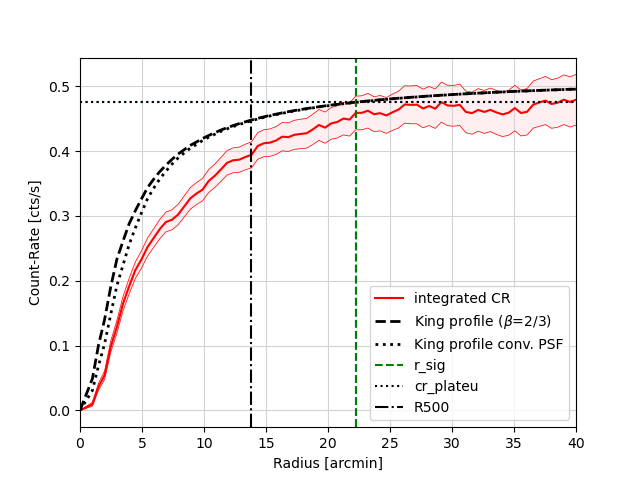 0.5
0.4
0.3
0.2
0.1
0.0
Count-Rate [cts/s]
integrated CR
King profile (β=2/3)
King profile conv. PSF
r_sig
cr_plateu
R500
0 5 10 15 20 25 30 35 40
Radius [arcmin]